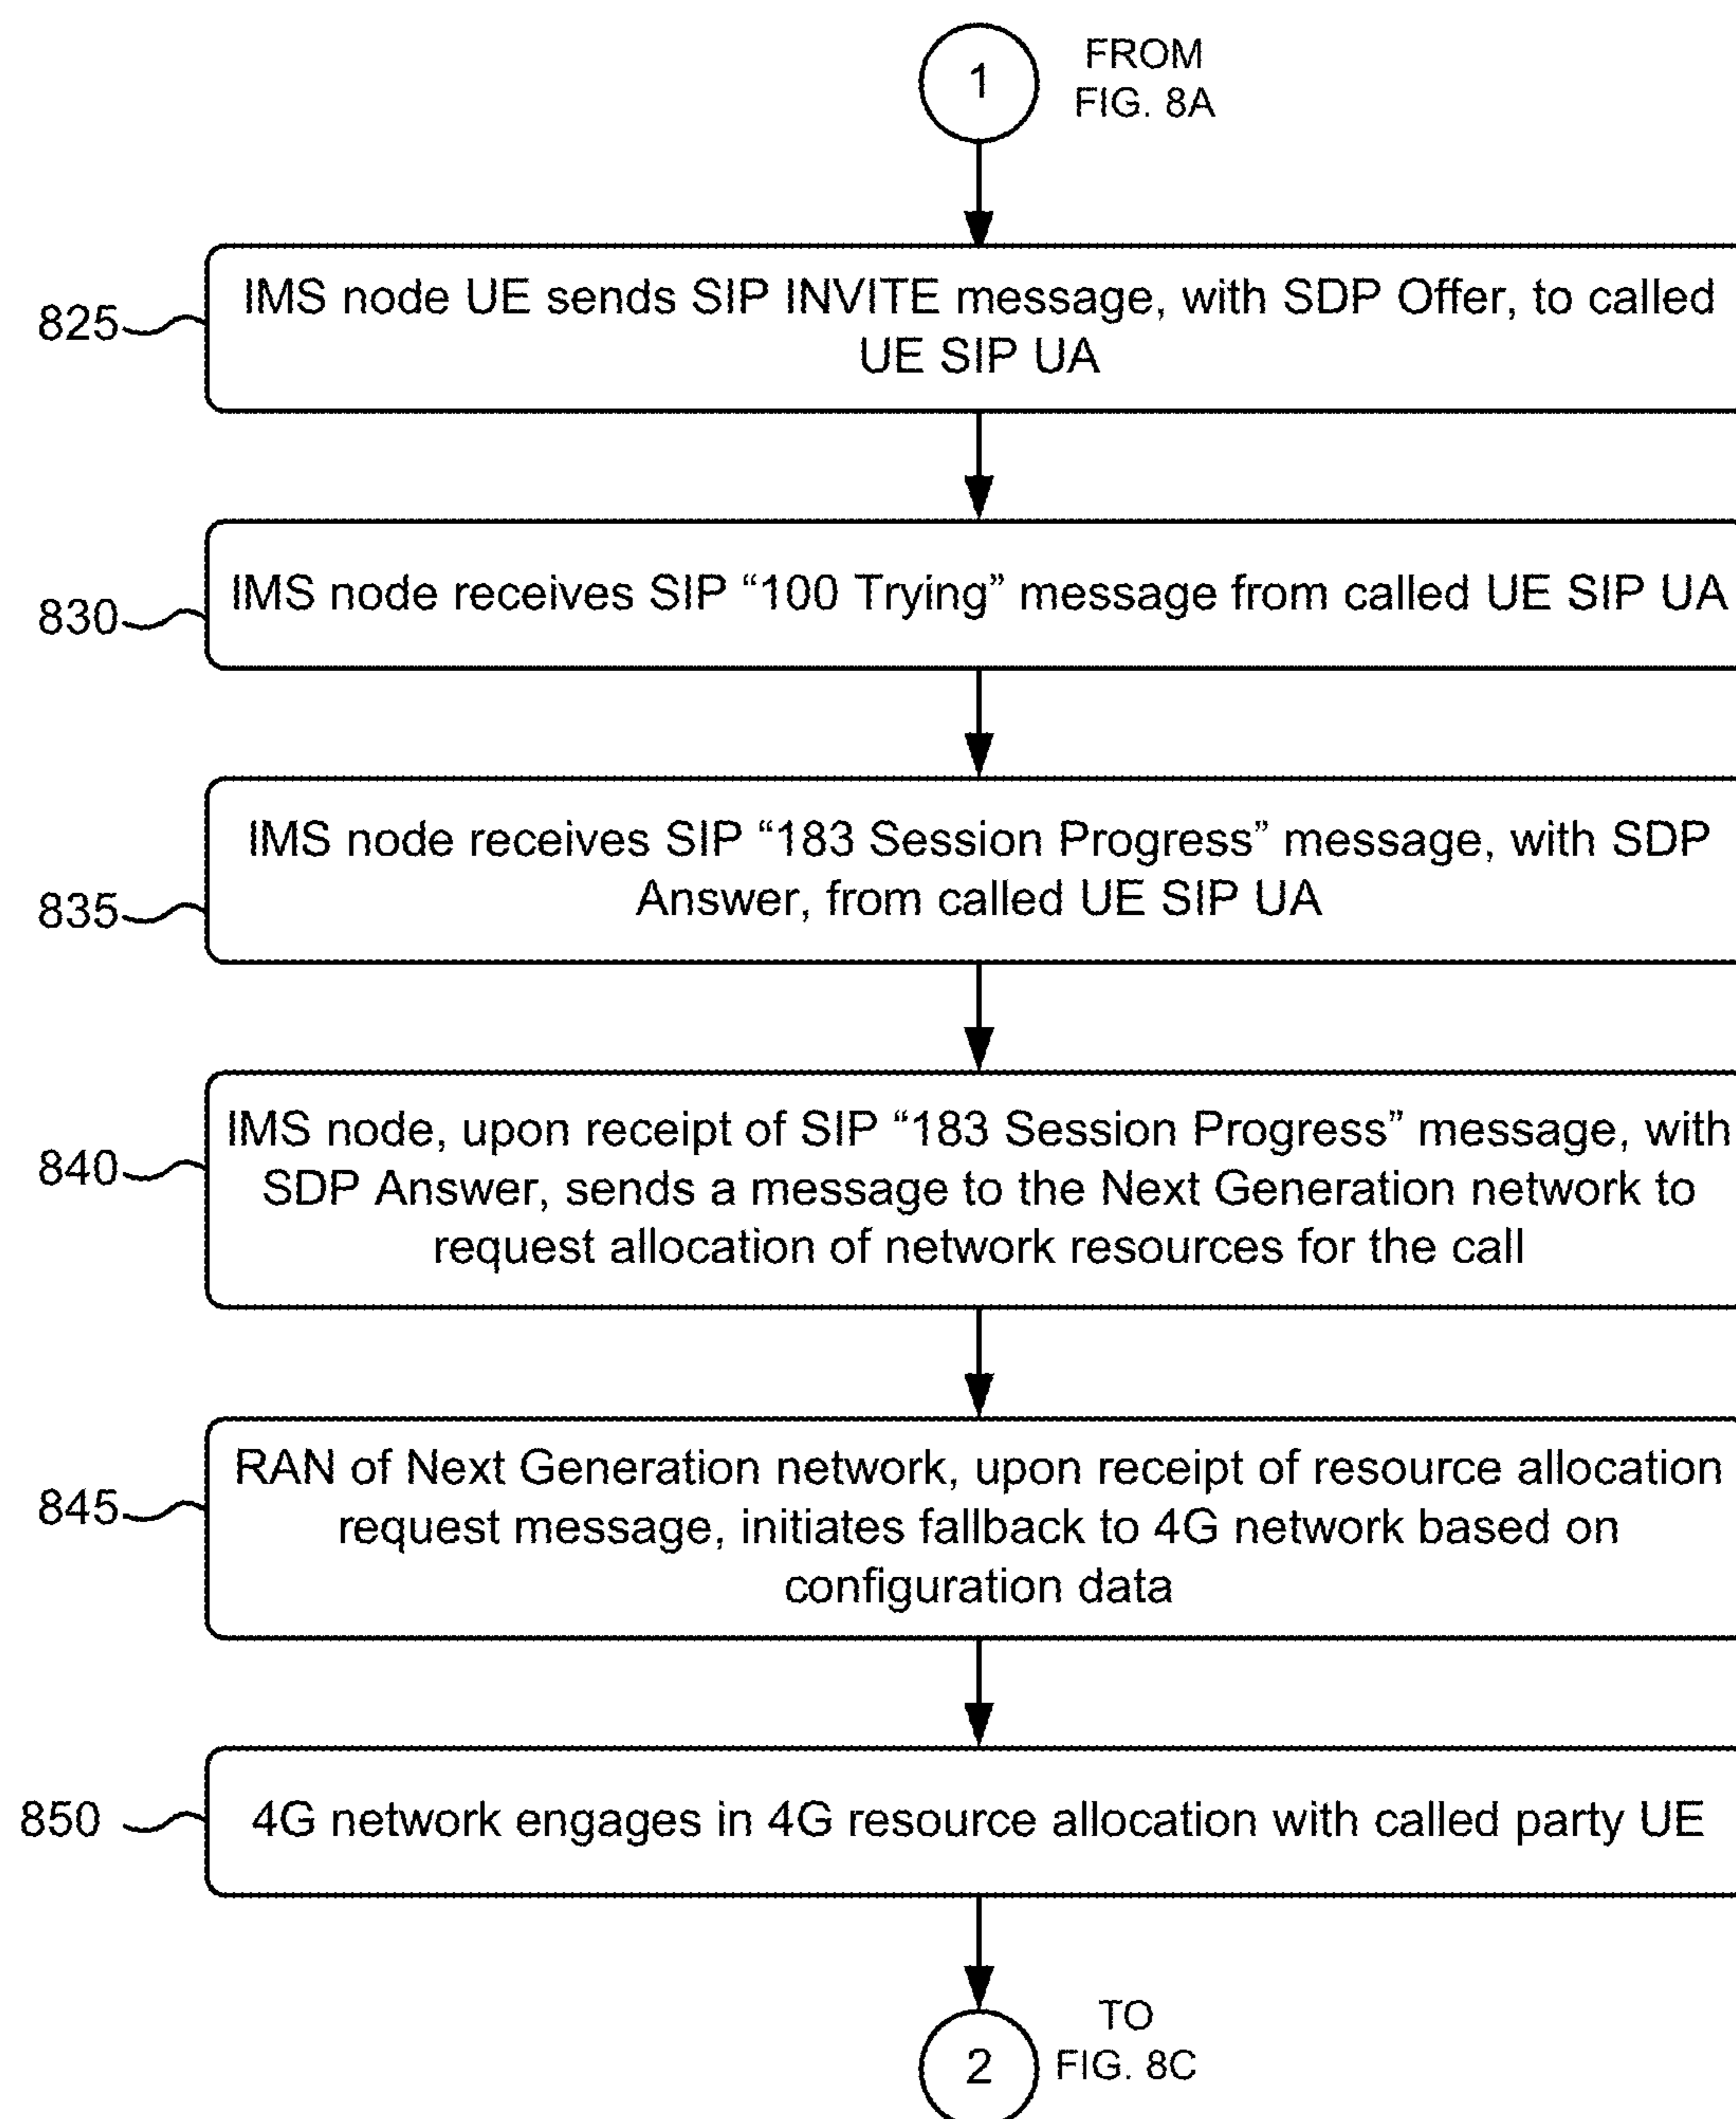 1
FROM
FIG. 8A
825
IMS node UE sends SIP INVITE message, with SDP Offer, to called
UE SIP UA
830
IMS node receives SIP “100 Trying” message from called UE SIP UA
835
IMS node receives SIP “183 Session Progress” message, with SDP
Answer, from called UE SIP UA
840
IMS node, upon receipt of SIP “183 Session Progress” message, with
SDP Answer, sends a message to the Next Generation network to
request allocation of network resources for the call
845
RAN of Next Generation network, upon receipt of resource allocation
request message, initiates fallback to 4G network based on
configuration data
850
4G network engages in 4G resource allocation with called party UE
2
TO
FIG. 8C